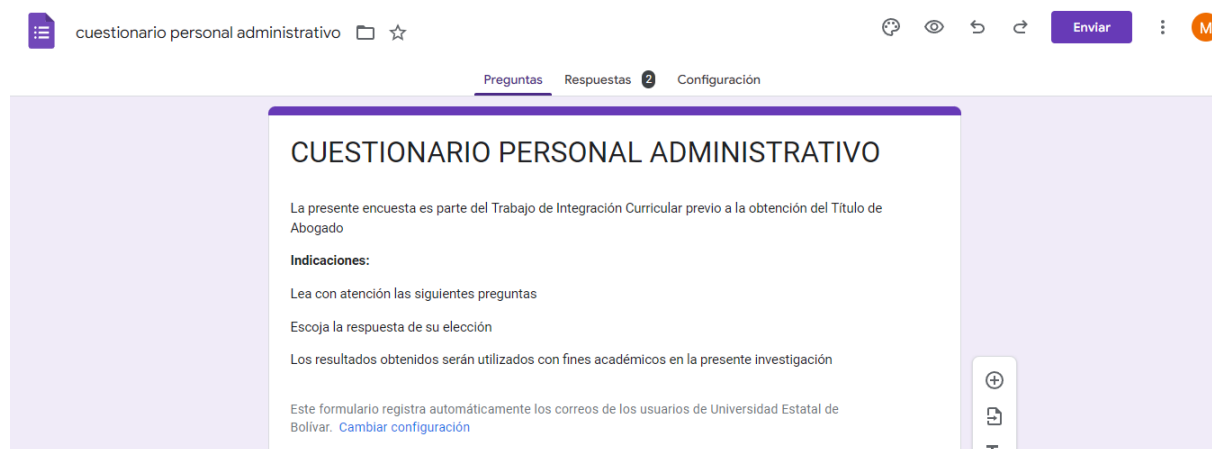 cuestionario personal administrativo
Enviar
M
Preguntas Respuestas 2 Configuración
CUESTIONARIO PERSONAL ADMINISTRATIVO
La presente encuesta es parte del Trabajo de Integración Curricular previo a la obtención del Título de
Abogado
Indicaciones:
Lea con atención las siguientes preguntas
Escoja la respuesta de su elección
Los resultados obtenidos serán utilizados con fines académicos en la presente investigación
Este formulario registra automáticamente los correos de los usuarios de Universidad Estatal de
Bolívar. Cambiar configuración